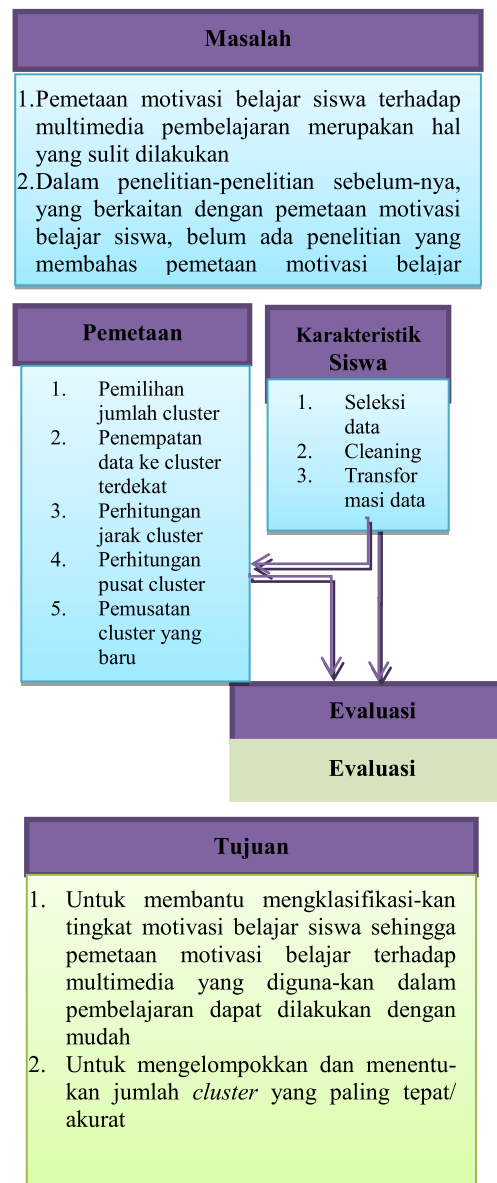 Masalah
1.Pemetaan motivasi belajar siswa terhadap
multimedia pembelajaran merupakan hal
yang sulit dilakukan
2.Dalam penelitian-penelitian sebelum-nya,
yang berkaitan dengan pemetaan motivasi
belajar siswa, belum ada penelitian yang
membahas pemetaan motivasi belajar
Pemetaan
1. Pemilihan
jumlah cluster
2. Penempatan
data ke cluster
terdekat
3. Perhitungan
jarak cluster
4. Perhitungan
pusat cluster
5. Pemusatan
cluster yang
baru
Karakteristik
Siswa
1. Seleksi
data
2. Cleaning
3. Transfor
masi data
Evaluasi
Evaluasi
Tujuan
1. Untuk membantu mengklasifikasi-kan
tingkat motivasi belajar siswa sehingga
pemetaan motivasi belajar terhadap
multimedia yang diguna-kan dalam
pembelajaran dapat dilakukan dengan
mudah
2. Untuk mengelompokkan dan menentu-
kan jumlah cluster yang paling tepat/
akurat